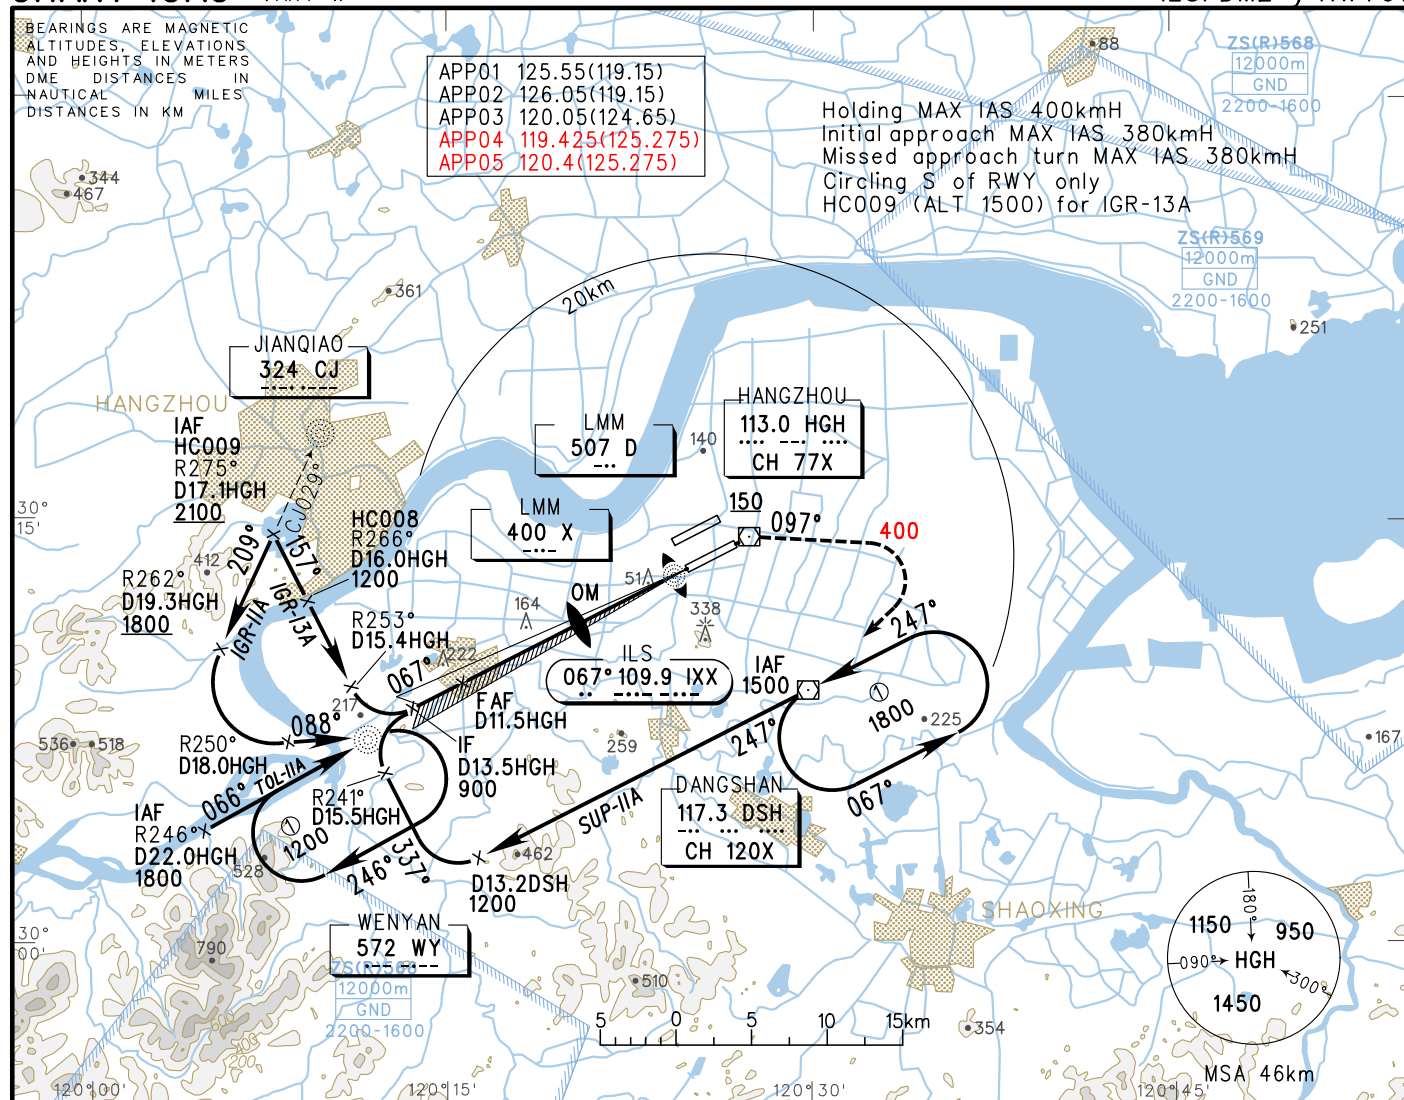 BEARINGS ARE MAGNETIC
ALTITUDES, ELEVATIONS
AND HEIGHTS IN METERS
DME DISTANCES IN
NAUTICAL MILES
DISTANCES IN KM
APP01 125.55(119.15)
APP02 126.05(119.15)
APP03 120.05(124.65)
APP04 119.425(125.275)
APP05 120.4(125.275)
Holding MAX IAS 400kmH
Initial approach MAX IAS 380kmH
Missed approach turn MAX IAS 380kmH
Circling S of RWY only
HC009 (ALT 1500) for IGR-13A
88
ZS(R)568
12000m
GND
2200-1600
344
467
ZS(R)569
12000m
GND
2200-1600
361
20km
251
JIANQIAO
324 CJ
HANGZHOU
IAF
HC009
R275°
D17.1HGH
2100
CJ029°
LMM
507 D
140
HANGZHOU
113.0 HGH
CH 77X
30°
15'
LMM
400 X
150
097°
400
HC008
R266°
D16.0HGH
1200
209°
157°
412
R262°
D19.3HGH
1800
IGR-11A
IGR-13A
51
OM
164
338
R253°
D15.4HGH
067°
222
ILS
067° 109.9 IXX
IAF
1500
247°
1800
225
217
FAF
D11.5HGH
088°
536
518
R250°
D18.0HGH
IF
D13.5HGH
900
259
247°
167
066°
TOL-11A
R241°
D15.5HGH
SUP-11A
067°
DANGSHAN
117.3 DSH
CH 120X
IAF
R246°
D22.0HGH
1800
1200
528
246°
337°
462
D13.2DSH
1200
WENYAN
572 WY
SHAOXING
30°
00'
790
12000m
GND
2200-1600
510
5 0 5 10 15km
354
180°
1150
950
090°
HGH
300°
1450
MSA 46km
120°00'
120°15'
120°30'
120°45'